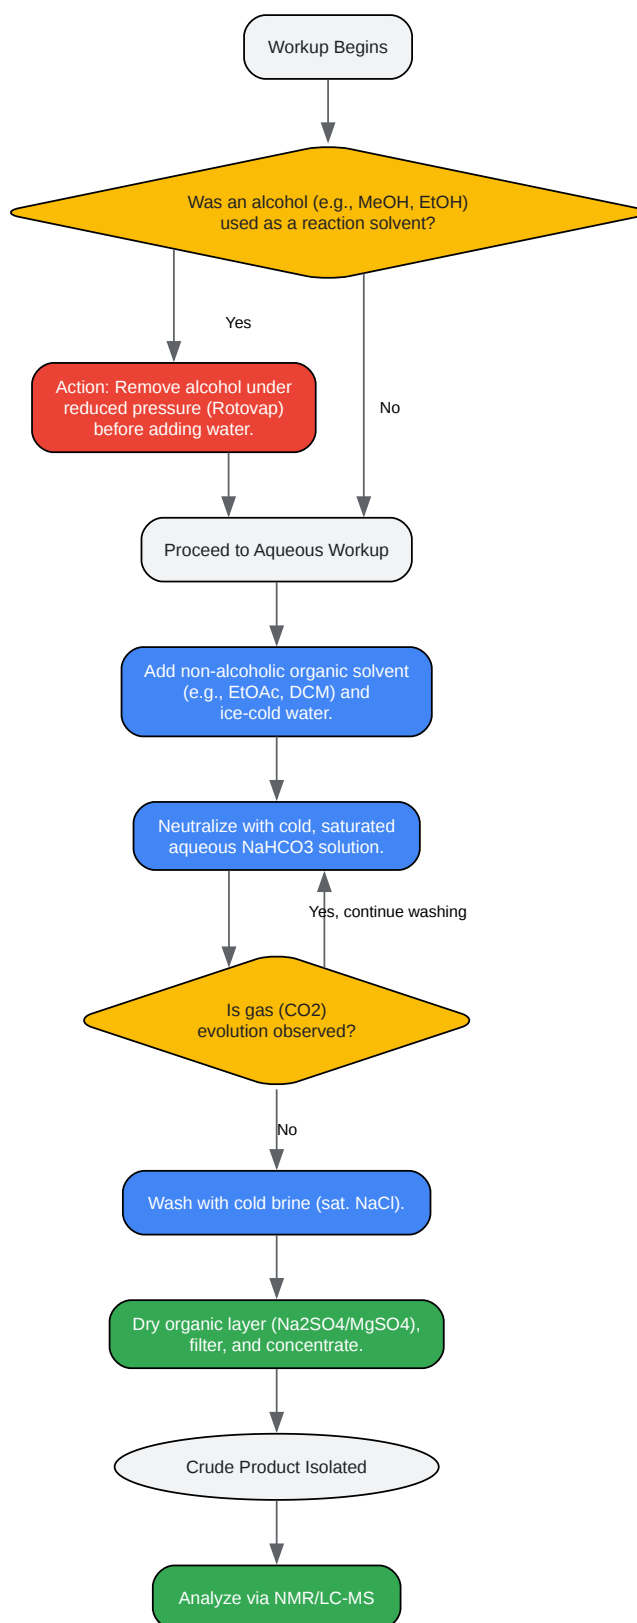 Workup Begins
Was an alcohol (e.g., MeOH, EtOH)
used as a reaction solvent?
Yes
Action: Remove alcohol under
reduced pressure (Rotovap)
before adding water.
No
Proceed to Aqueous Workup
Add non-alcoholic organic solvent
(e.g., EtOAc, DCM) and
ice-cold water.
Neutralize with cold, saturated
aqueous NaHCO3 solution.
Yes, continue washing
Is gas (CO2)
evolution observed?
No
Wash with cold brine (sat. NaCl).
Dry organic layer (Na2SO4/MgSO4),
filter, and concentrate.
Crude Product Isolated
Analyze via NMR/LC-MS